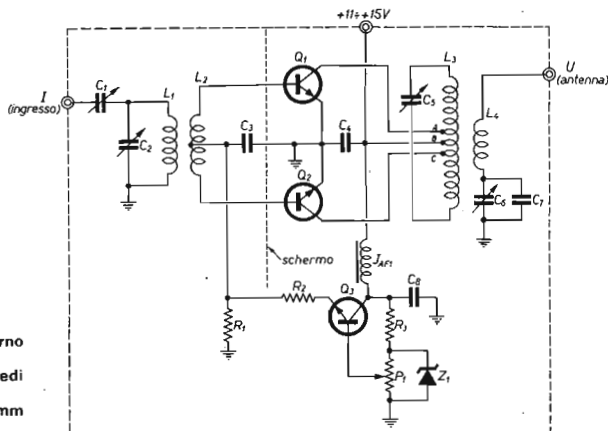 +11÷+15V
I
(ingresso)
C1
C2
L1
L2
C3
Q1
C4
Q2
C5
L3
A
B
C
L4
U
(antenna)
C6
C7
schermo
JAF1
Q3
C8
R2
R1
R3
P1
Z1
erno
edi
mm